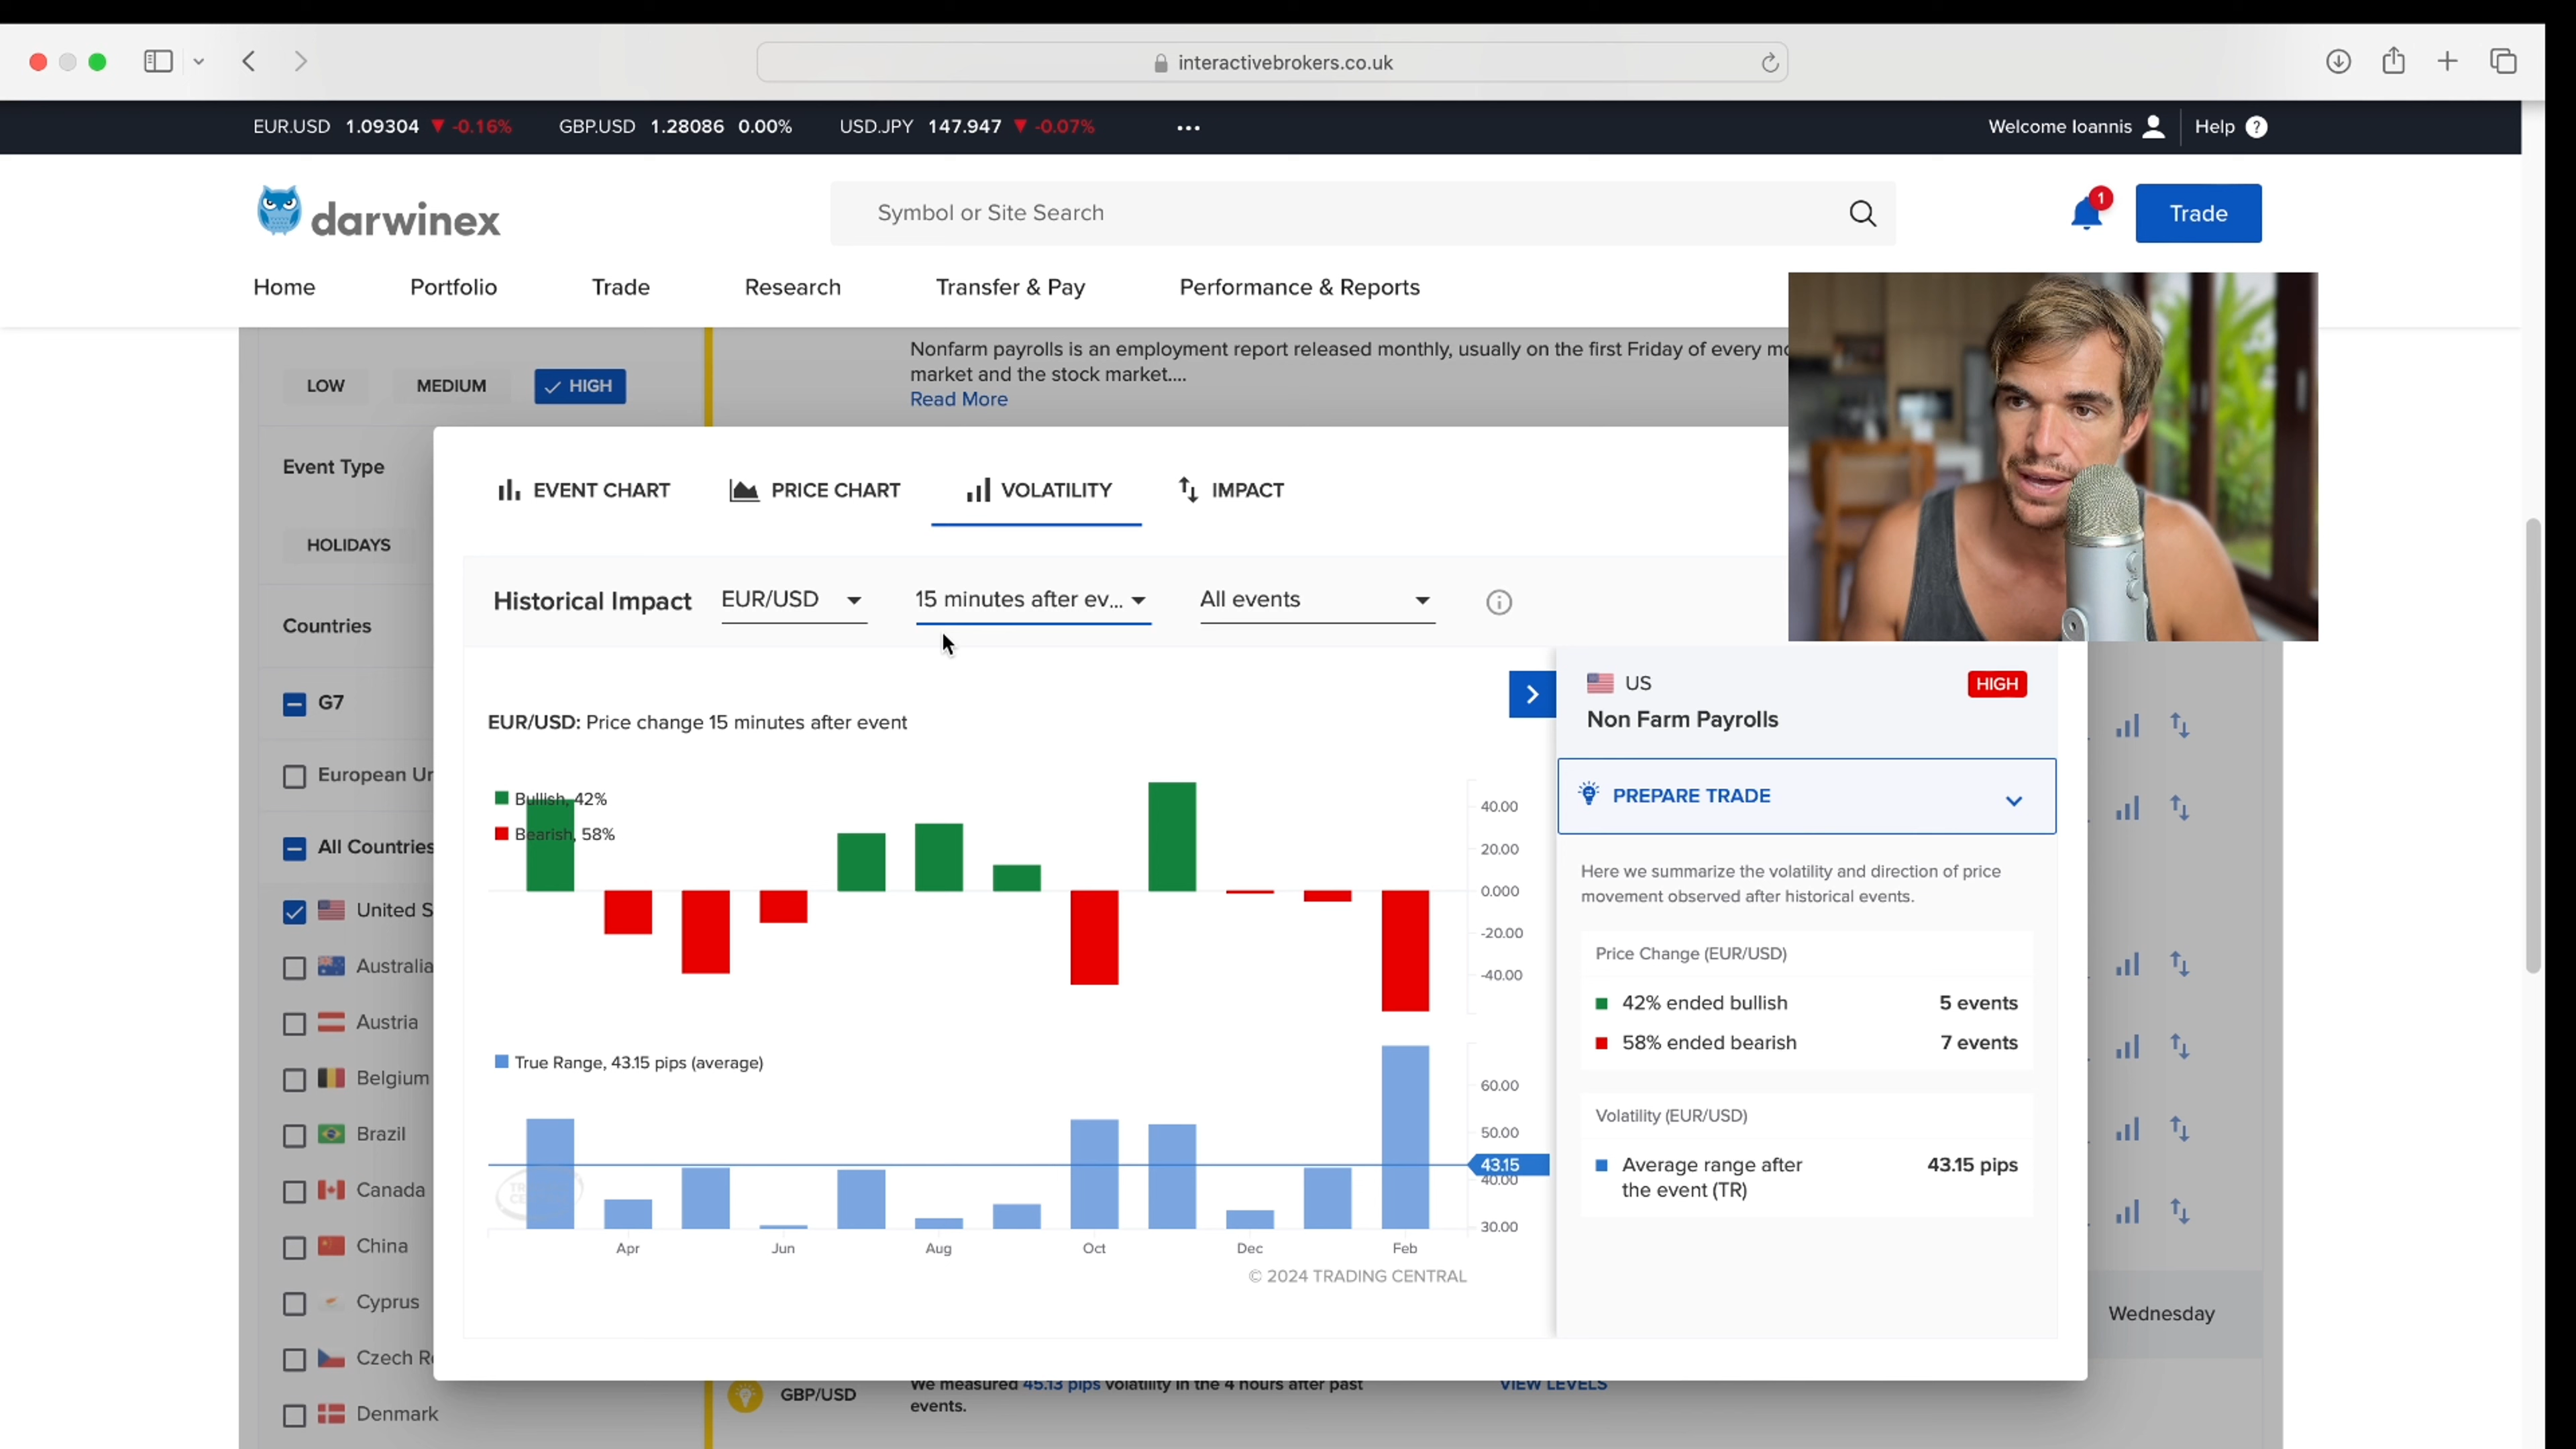 interactivebrokers.co.uk
EUR.USD 1.09304 ▼ -0.16% GBP.USD 1.28086 0.00% USD.JPY 147.947 ▼ -0.07% ...
Welcome Ioannis Help ?
darwinex
Symbol or Site Search
1
Trade
Home Portfolio Trade Research Transfer & Pay Performance & Reports
Nonfarm payrolls is an employment report released monthly, usually on the first Friday of every mo
market and the stock market....
Read More
LOW MEDIUM HIGH
Event Type
HOLIDAYS
Countries
G7
European Un
All Countries
United S
Australia
Austria
Belgium
Brazil
Canada
China
Cyprus
Czech R
Denmark
EVENT CHART PRICE CHART VOLATILITY IMPACT
Historical Impact EUR/USD 15 minutes after ev... All events
EUR/USD: Price change 15 minutes after event
Bullish, 42%
Bearish, 58%
40.00
20.00
0.000
-20.00
-40.00
True Range, 43.15 pips (average)
60.00
50.00
43.15
40.00
30.00
Apr Jun Aug Oct Dec Feb
© 2024 TRADING CENTRAL
US HIGH
Non Farm Payrolls
PREPARE TRADE
Here we summarize the volatility and direction of price
movement observed after historical events.
Price Change (EUR/USD)
42% ended bullish 5 events
58% ended bearish 7 events
Volatility (EUR/USD)
Average range after 43.15 pips
the event (TR)
Wednesday
GBP/USD
We measured 45.13 pips volatility in the 4 hours after past
events.
VIEW LEVELS